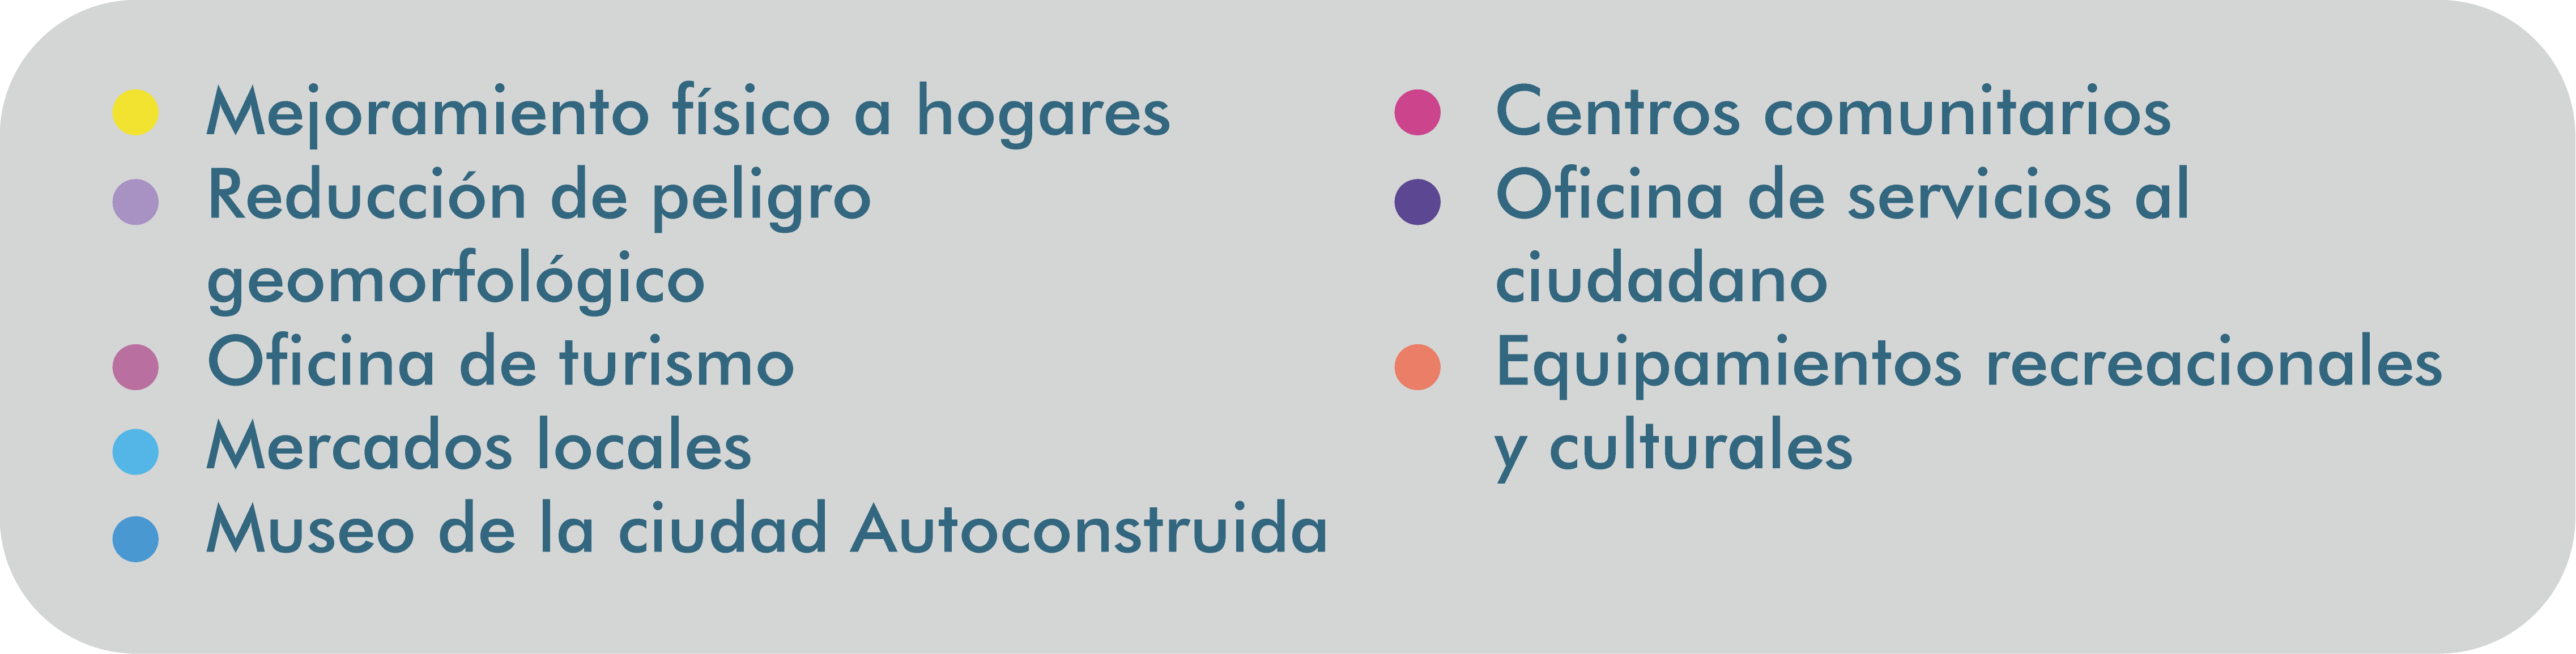 Mejoramiento físico a hogares
Reducción de peligro
geomorfológico
Oficina de turismo
Mercados locales
Museo de la ciudad Autoconstruida
Centros comunitarios
Oficina de servicios al
ciudadano
Equipamientos recreacionales
y culturales